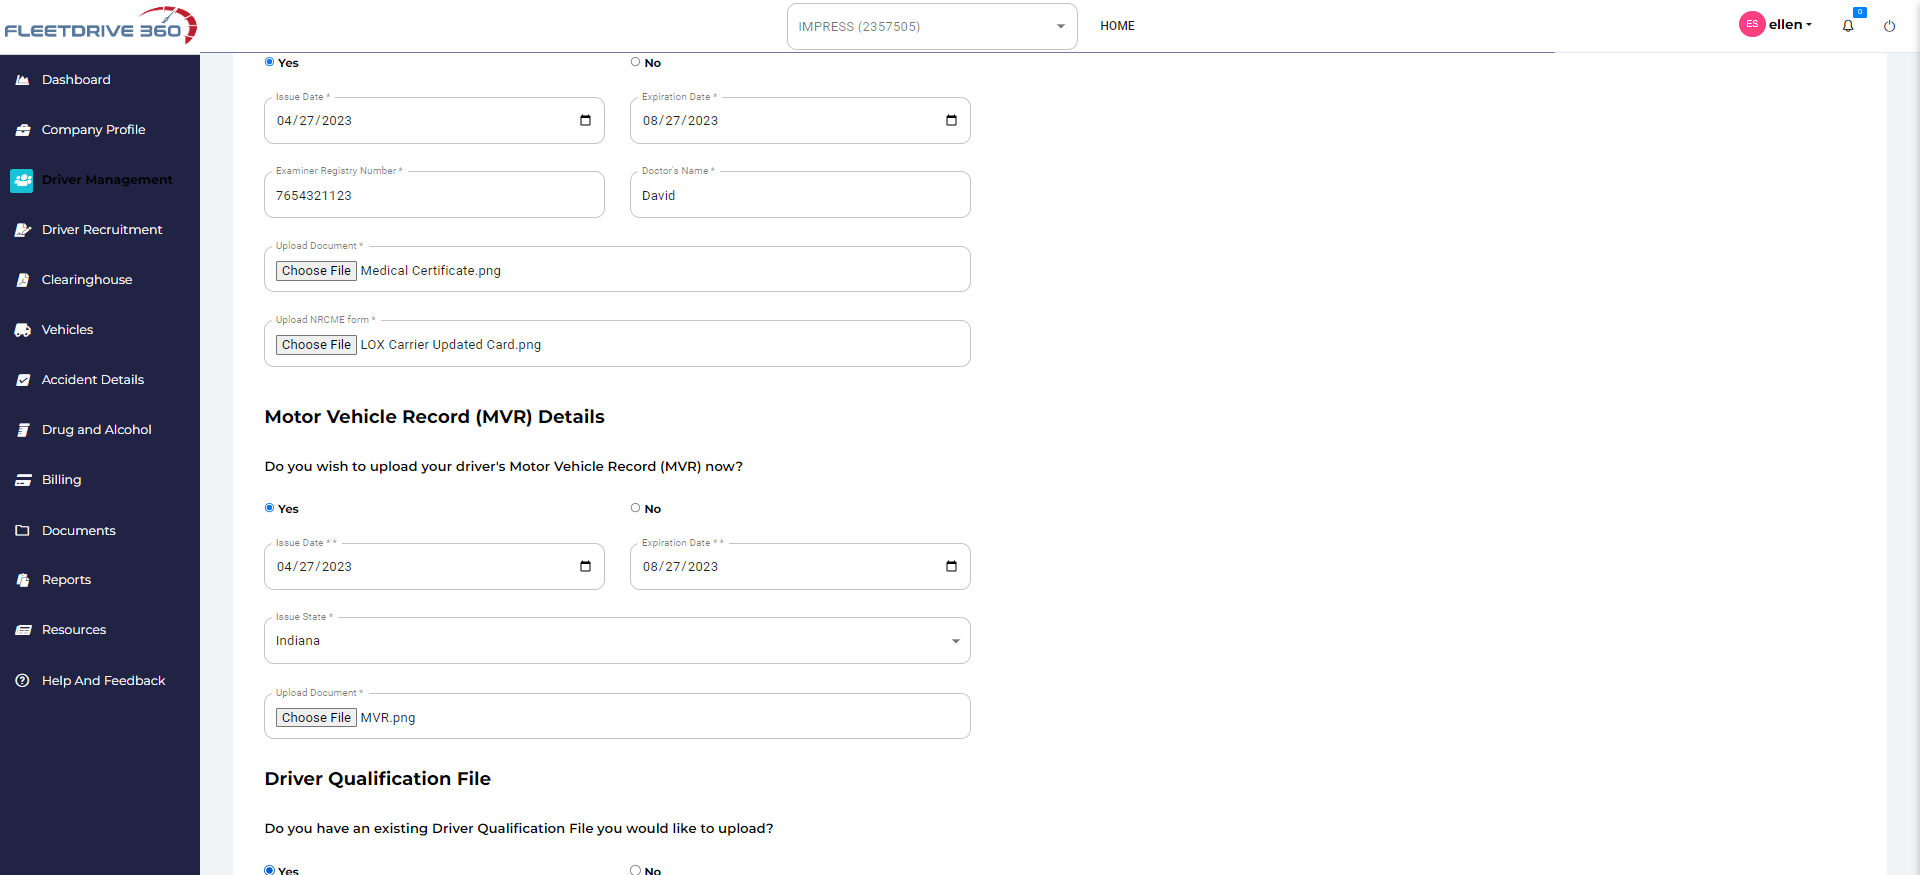 FLEETDRIVE 360
IMPRESS (2357505)
HOME
ES
ellen
0
Dashboard
Company Profile
Driver Management
Driver Recruitment
Clearinghouse
Vehicles
Accident Details
Drug and Alcohol
Billing
Documents
Reports
Resources
Help And Feedback
Yes
No
Issue Date *
04/27/2023
Expiration Date *
08/27/2023
Examiner Registry Number *
7654321123
Doctor's Name *
David
Upload Document *
Choose File Medical Certificate.png
Upload NRCME form *
Choose File LOX Carrier Updated Card.png
Motor Vehicle Record (MVR) Details
Do you wish to upload your driver's Motor Vehicle Record (MVR) now?
Yes
No
Issue Date * *
04/27/2023
Expiration Date * *
08/27/2023
Issue State *
Indiana
Upload Document *
Choose File MVR.png
Driver Qualification File
Do you have an existing Driver Qualification File you would like to upload?
Yes
No